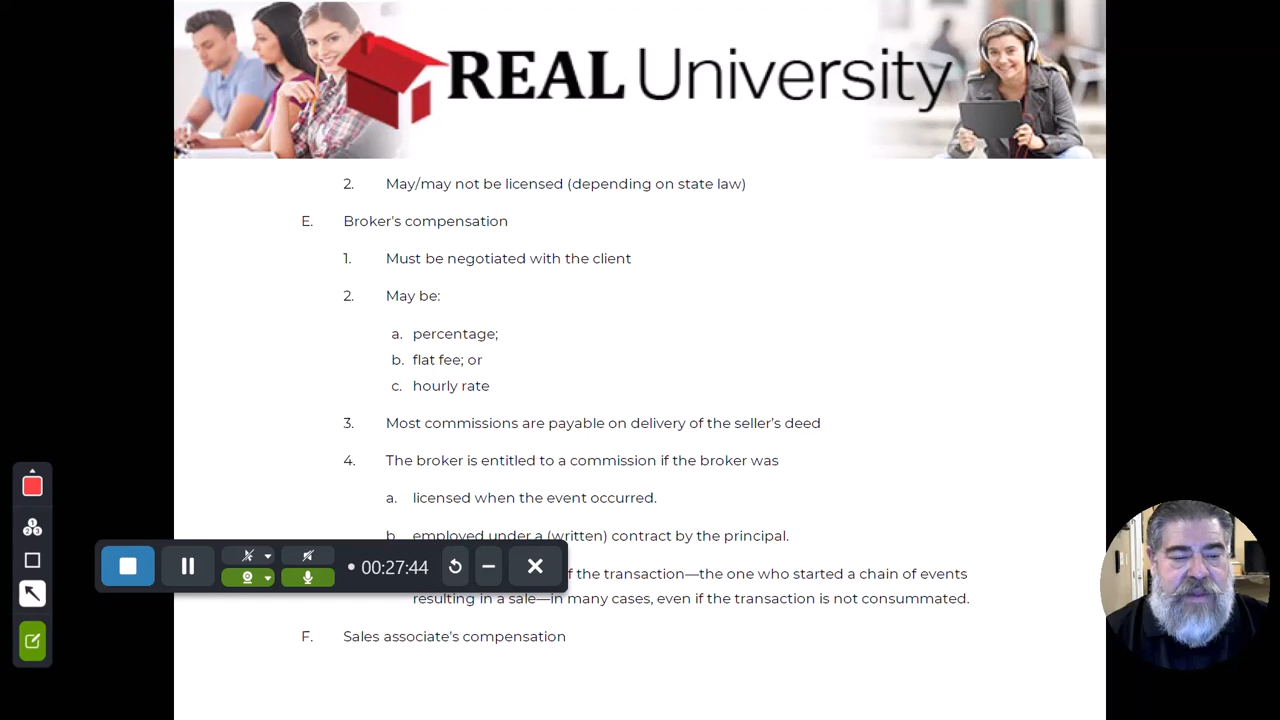 REAL University
2. May/may not be licensed (depending on state law)
E. Broker's compensation
1. Must be negotiated with the client
2. May be:
a. percentage;
b. flat fee; or
c. hourly rate
3. Most commissions are payable on delivery of the seller's deed
4. The broker is entitled to a commission if the broker was
a. licensed when the event occurred.
b employed under a (written) contract by the principal.
00:27:44
f the transaction—the one who started a chain of events
resulting in a sale—in many cases, even if the transaction is not consummated.
F. Sales associate's compensation